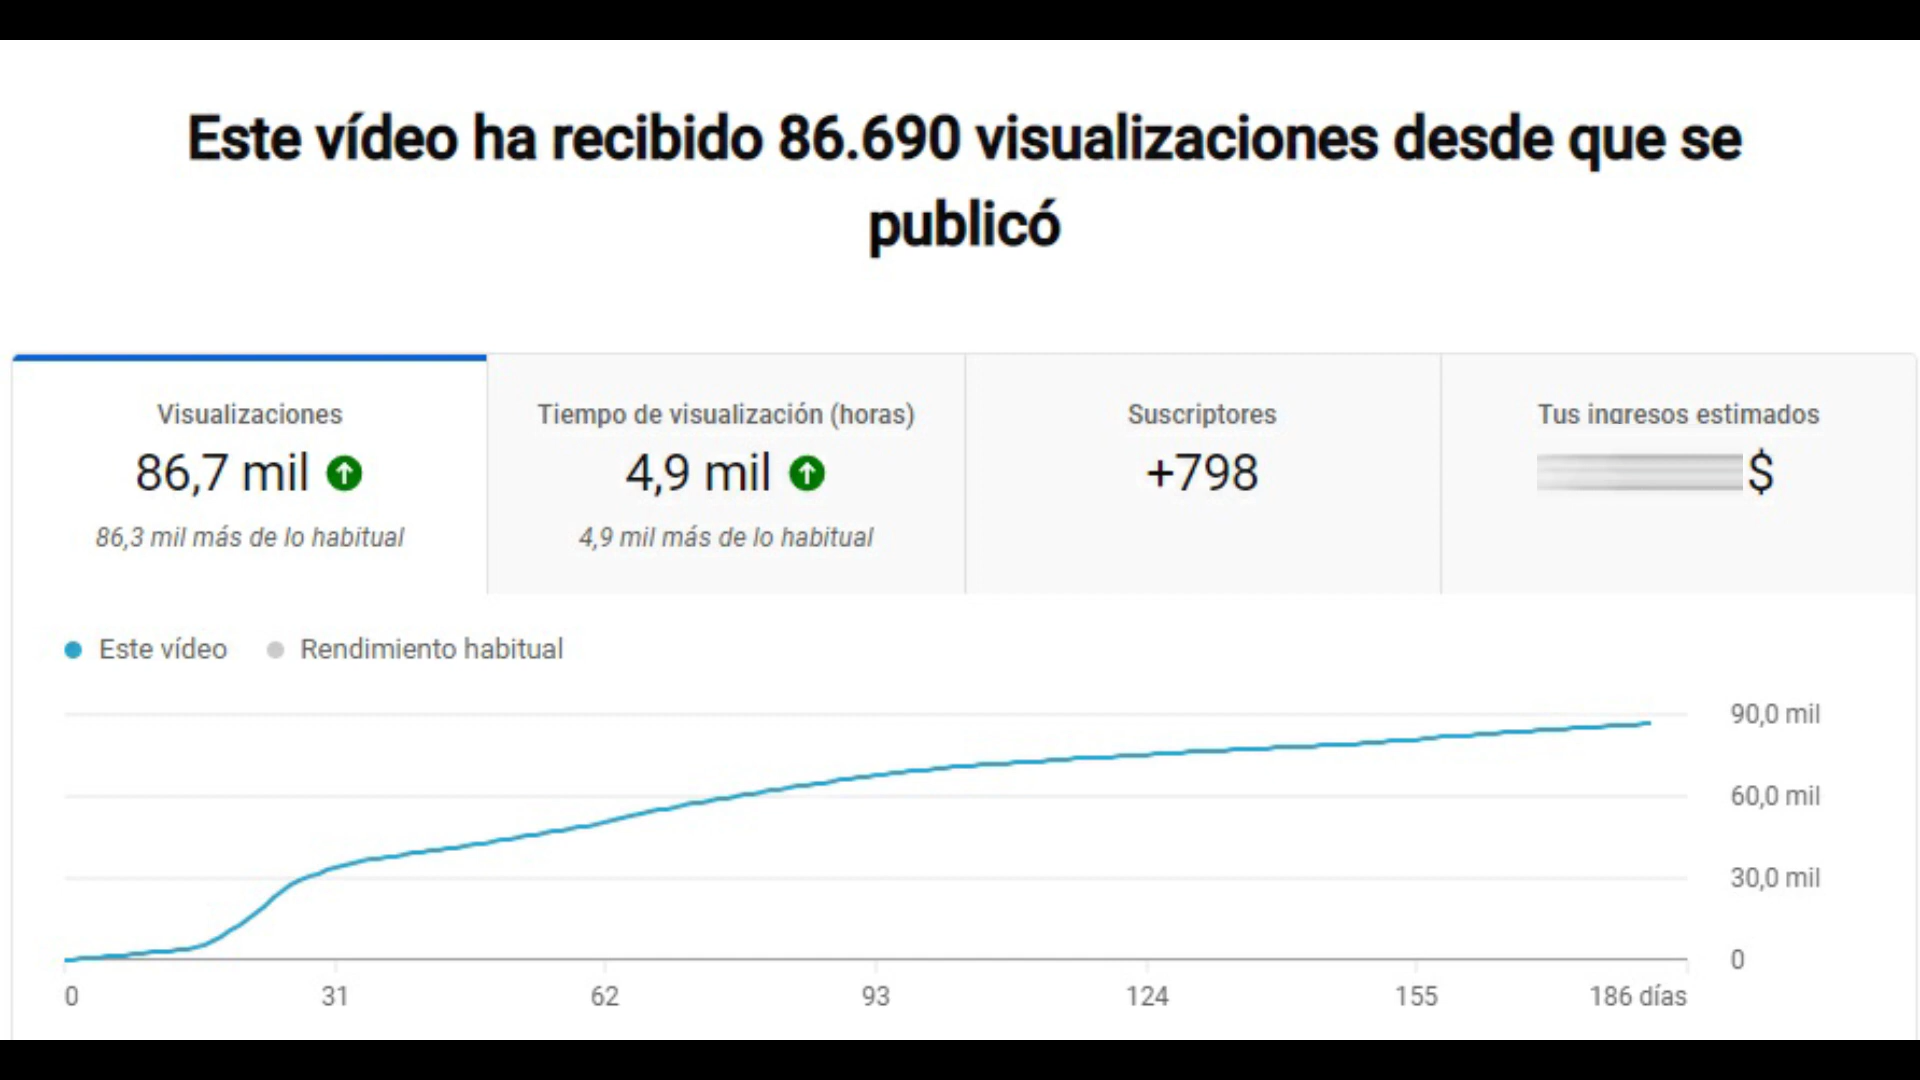 Este vídeo ha recibido 86.690 visualizaciones desde que se
publicó
Visualizaciones
86,7 mil
86,3 mil más de lo habitual
Tiempo de visualización (horas)
4,9 mil
4,9 mil más de lo habitual
Suscriptores
+798
Tus ingresos estimados
$
Este vídeo
Rendimiento habitual
90,0 mil
60,0 mil
30,0 mil
0
0 31 62 93 124 155 186 días